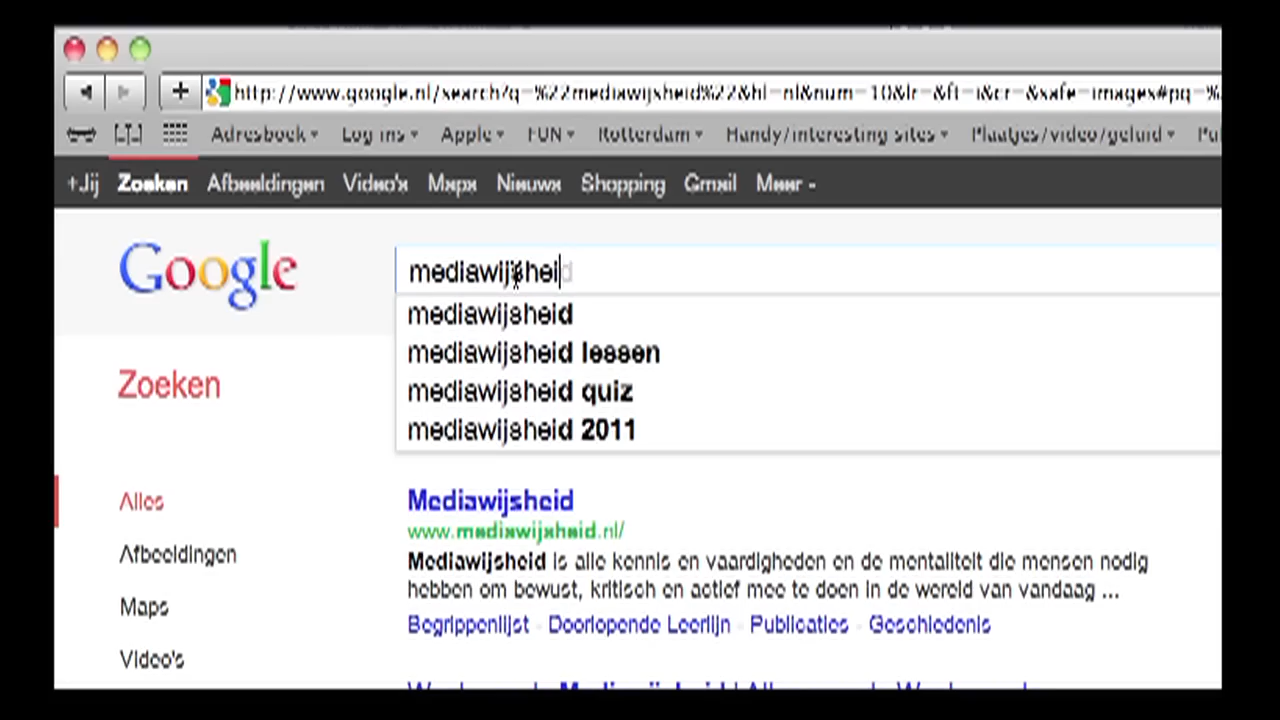 http://www.google.nl/search?q=%22mediawijsheid%22&hl=nl&num=10&lr=&ft=i&cr=&safe=images#pq=%
Adresboek Log ins Apple FUN Rotterdam Handy/interesting sites Plaatjes/video/geluid
+Jij Zoeken Afbeeldingen Video's Maps Nieuws Shopping Gmail Meer
Google
mediawijsheid
mediawijsheid
mediawijsheid lessen
mediawijsheid quiz
mediawijsheid 2011
Zoeken
Alles
Afbeeldingen
Maps
Video's
Mediawijsheid
www.mediawijsheid.nl/
Mediawijsheid is alle kennis en vaardigheden en de mentaliteit die mensen nodig
hebben om bewust, kritisch en actief mee te doen in de wereld van vandaag ...
Begrippenlijst - Doorlopende Leerlijn - Publicaties - Geschiedenis